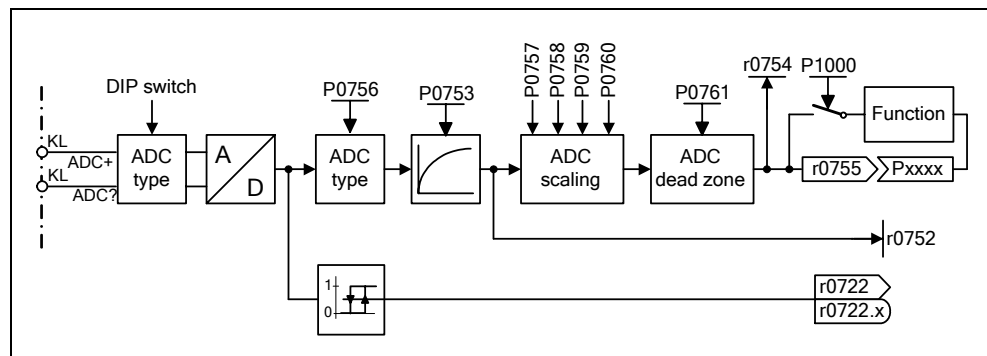 DIP switch
KL
ADC+
KL
ADC?
ADC
type
A
D
P0756
ADC
type
P0753
P0757
P0758
P0759
P0760
ADC
scaling
P0761
ADC
dead zone
r0754
P1000
Function
r0755
Pxxxx
r0752
1
0
r0722
r0722.x